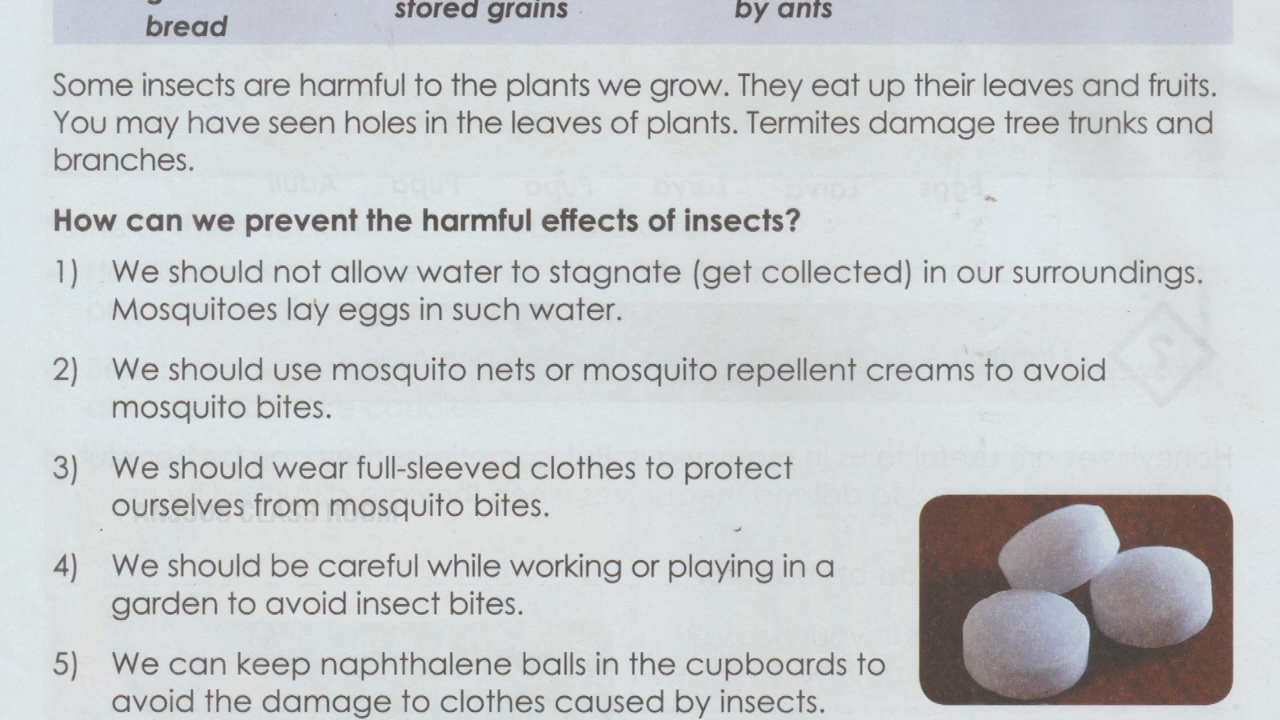 stored grains by ants
bread
Some insects are harmful to the plants we grow. They eat up their leaves and fruits.
You may have seen holes in the leaves of plants. Termites damage tree trunks and
branches.
How can we prevent the harmful effects of insects?
1) We should not allow water to stagnate (get collected) in our surroundings.
Mosquitoes lay eggs in such water.
2) We should use mosquito nets or mosquito repellent creams to avoid
mosquito bites.
3) We should wear full-sleeved clothes to protect
ourselves from mosquito bites.
4) We should be careful while working or playing in a
garden to avoid insect bites.
5) We can keep naphthalene balls in the cupboards to
avoid the damage to clothes caused by insects.